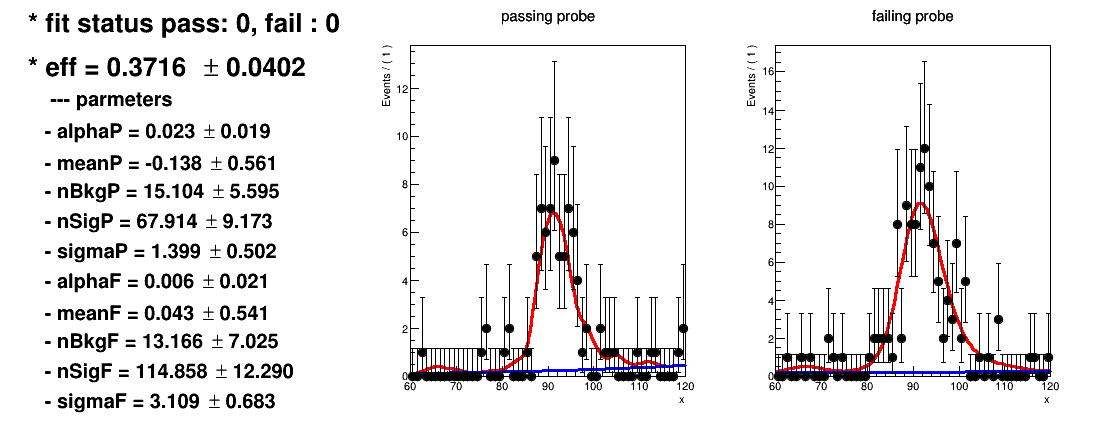 * fit status pass: 0, fail : 0
* eff = 0.3716 ± 0.0402
--- parmeters
- alphaP = 0.023 ± 0.019
- meanP = -0.138 ± 0.561
- nBkgP = 15.104 ± 5.595
- nSigP = 67.914 ± 9.173
- sigmaP = 1.399 ± 0.502
- alphaF = 0.006 ± 0.021
- meanF = 0.043 ± 0.541
- nBkgF = 13.166 ± 7.025
- nSigF = 114.858 ± 12.290
- sigmaF = 3.109 ± 0.683
passing probe
Events / ( 1 )
12
10
8
6
4
2
0
60 70 80 90 100 110 120
x
failing probe
Events / ( 1 )
16
14
12
10
8
6
4
2
0
60 70 80 90 100 110 120
x